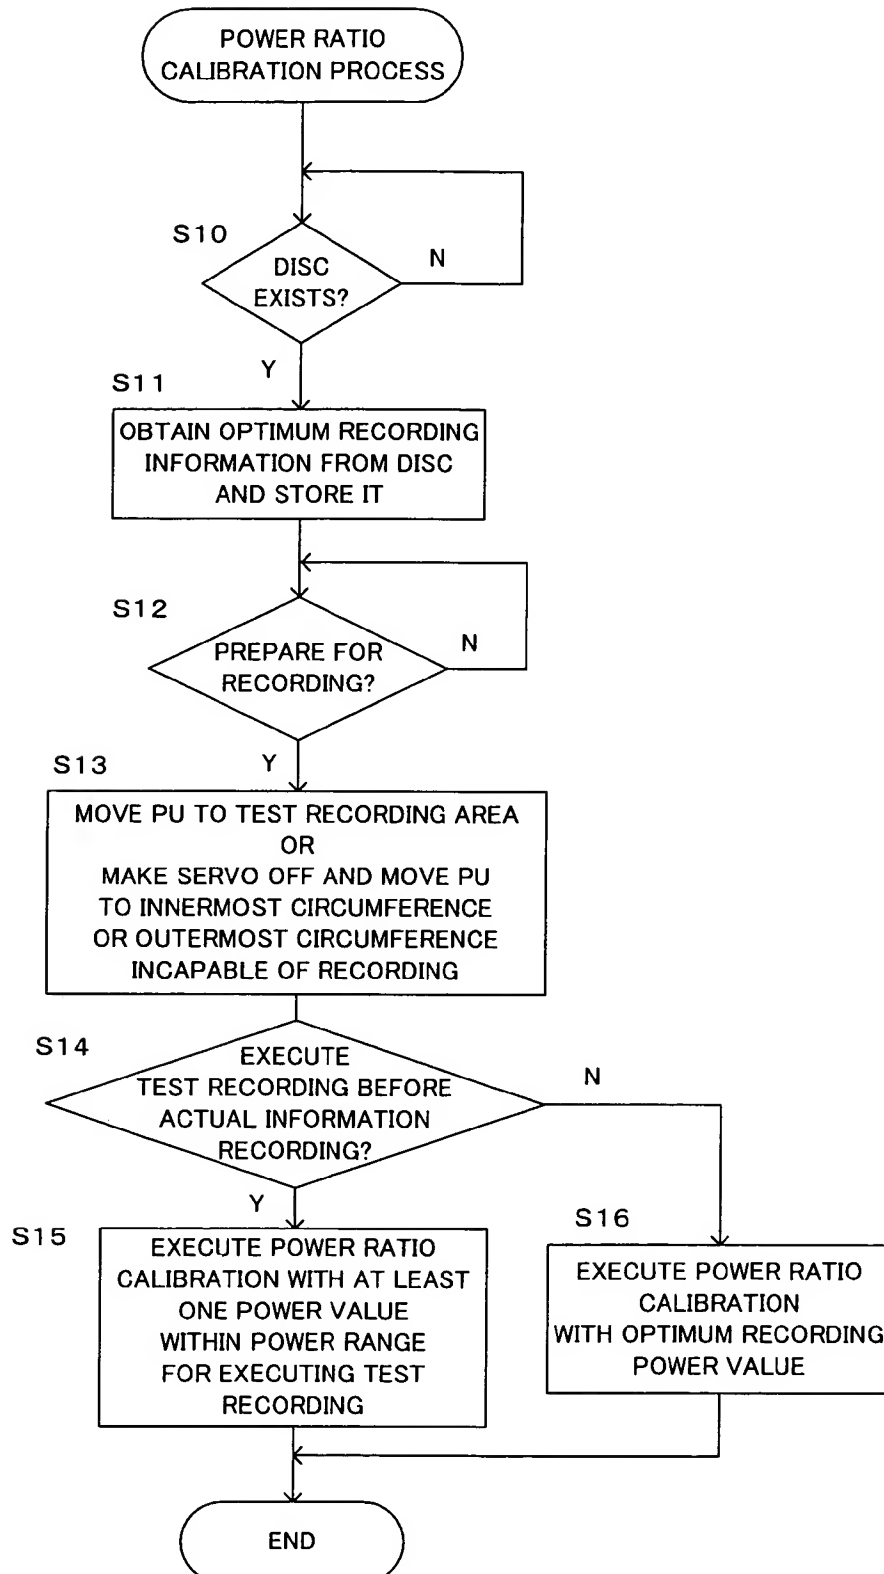 POWER RATIO
CALIBRATION PROCESS
S10
DISC
EXISTS?
N
Y
S11
OBTAIN OPTIMUM RECORDING
INFORMATION FROM DISC
AND STORE IT
S12
PREPARE FOR
RECORDING?
N
Y
S13
MOVE PU TO TEST RECORDING AREA
OR
MAKE SERVO OFF AND MOVE PU
TO INNERMOST CIRCUMFERENCE
OR OUTERMOST CIRCUMFERENCE
INCAPABLE OF RECORDING
S14
EXECUTE
TEST RECORDING BEFORE
ACTUAL INFORMATION
RECORDING?
N
Y
S15
EXECUTE POWER RATIO
CALIBRATION WITH AT LEAST
ONE POWER VALUE
WITHIN POWER RANGE
FOR EXECUTING TEST
RECORDING
S16
EXECUTE POWER RATIO
CALIBRATION
WITH OPTIMUM RECORDING
POWER VALUE
END